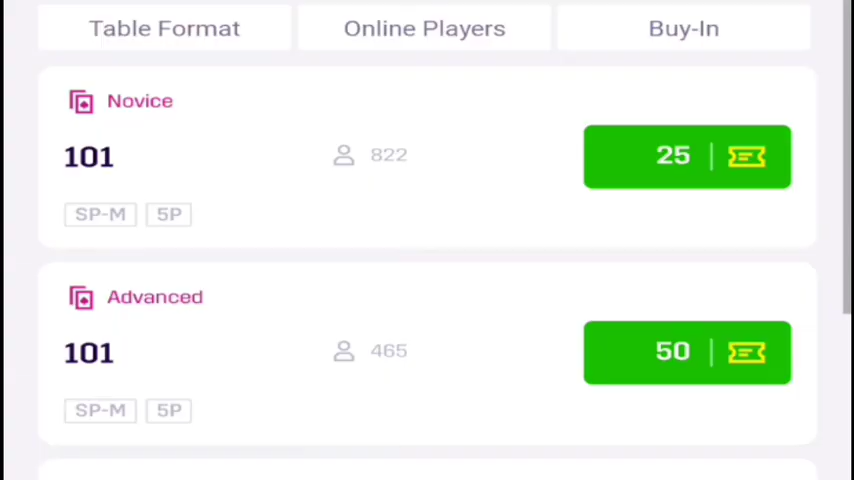 Table Format Online Players Buy-In
Novice
101 822 25
SP-M 5P
Advanced
101 465 50
SP-M 5P